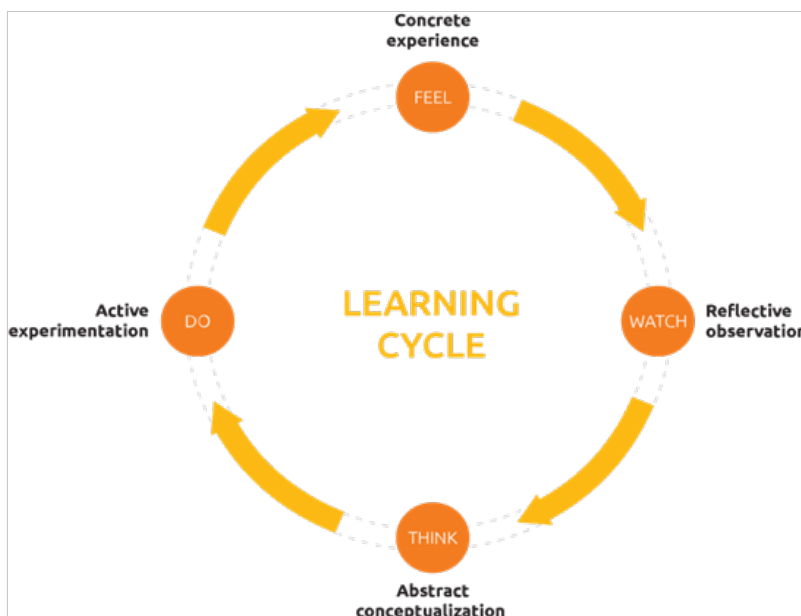 Concrete
experience
FEEL
LEARNING
CYCLE
Active
experimentation
DO
WATCH
Reflective
observation
THINK
Abstract
conceptualization